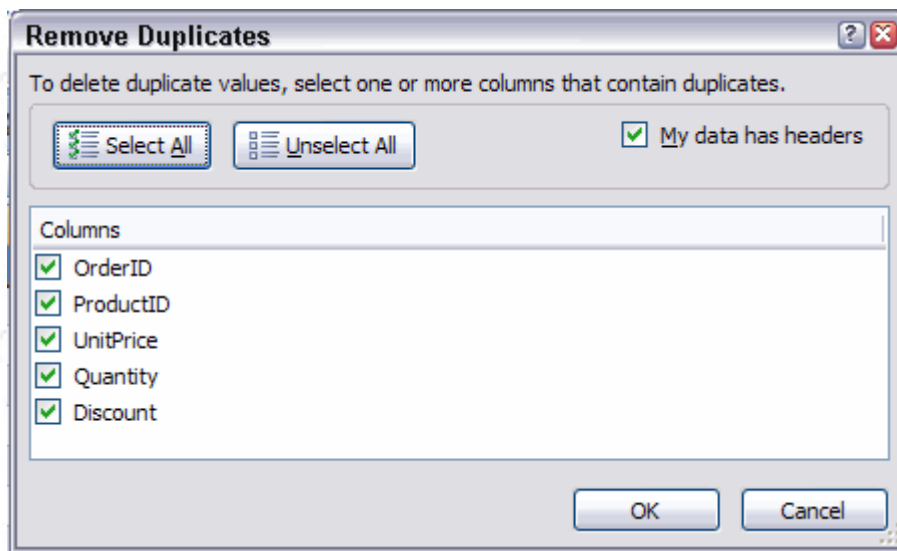 Remove Duplicates
To delete duplicate values, select one or more columns that contain duplicates.
Select All
Unselect All
My data has headers
Columns
OrderID
ProductID
UnitPrice
Quantity
Discount
OK
Cancel